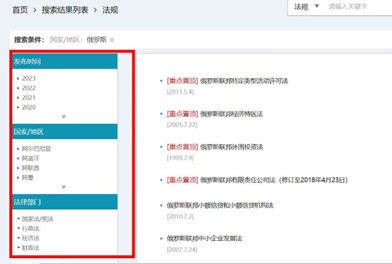 首页 › 搜索结果列表 › 法规
法规 ▼ 请输入关键字
搜索条件： 国家/地区：俄罗斯 ×
发布时间
2023
2022
2021
2020
国家/地区
阿尔巴尼亚
阿富汗
阿联酋
阿曼
法律部门
国家法/宪法
行政法
经济法
财政法
[重点置顶] 俄罗斯联邦特定类型活动许可法
[2011.5.4]
[重点置顶] 俄罗斯联邦经济特区法
[2005.7.22]
[重点置顶] 俄罗斯联邦外国投资法
[1999.7.9]
[重点置顶] 俄罗斯联邦有限责任公司法（修订至2018年4月23日）
俄罗斯联邦小额信贷和小额信贷机构法
[2010.7.2]
俄罗斯联邦中小企业发展法
[2007.7.24]